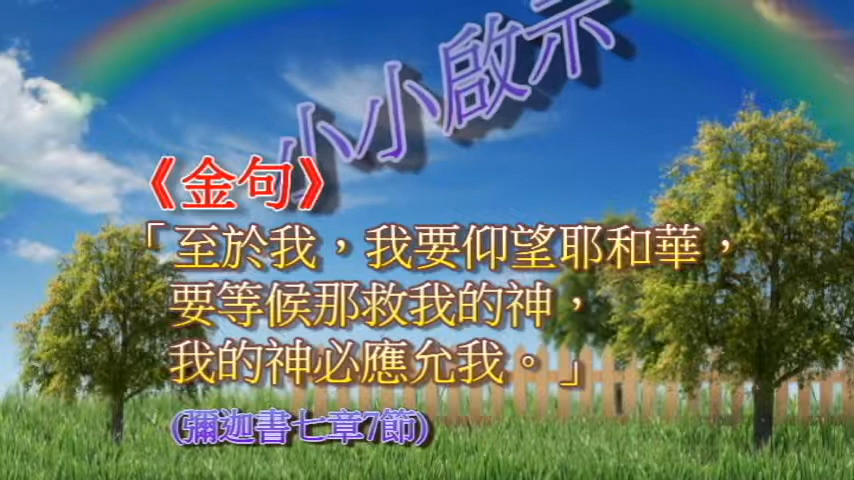 小小啟示
《金句》
「至於我，我要仰望耶和華，
要等候那救我的神，
我的神必應允我。」
(彌迦書七章7節)